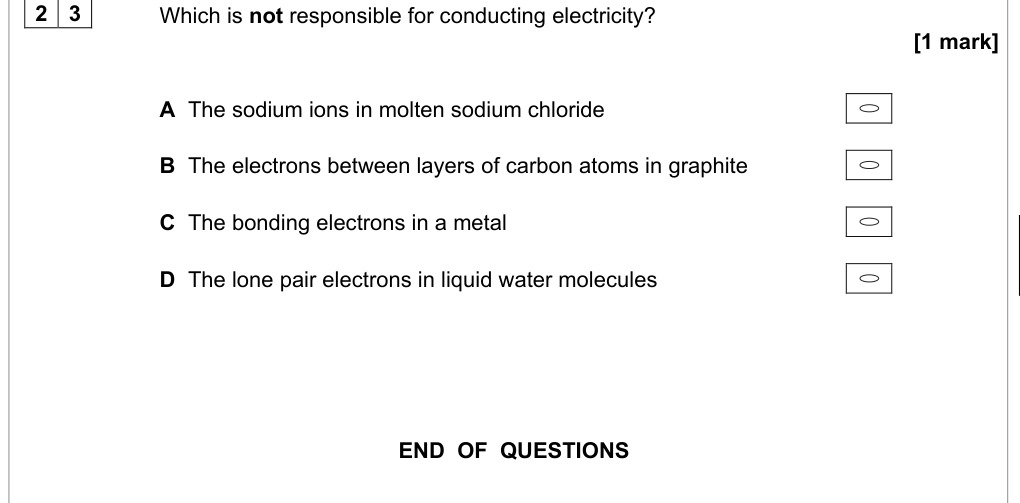 2 3 Which is not responsible for conducting electricity?
[1 mark]
A The sodium ions in molten sodium chloride
B The electrons between layers of carbon atoms in graphite
C The bonding electrons in a metal
D The lone pair electrons in liquid water molecules
END OF QUESTIONS